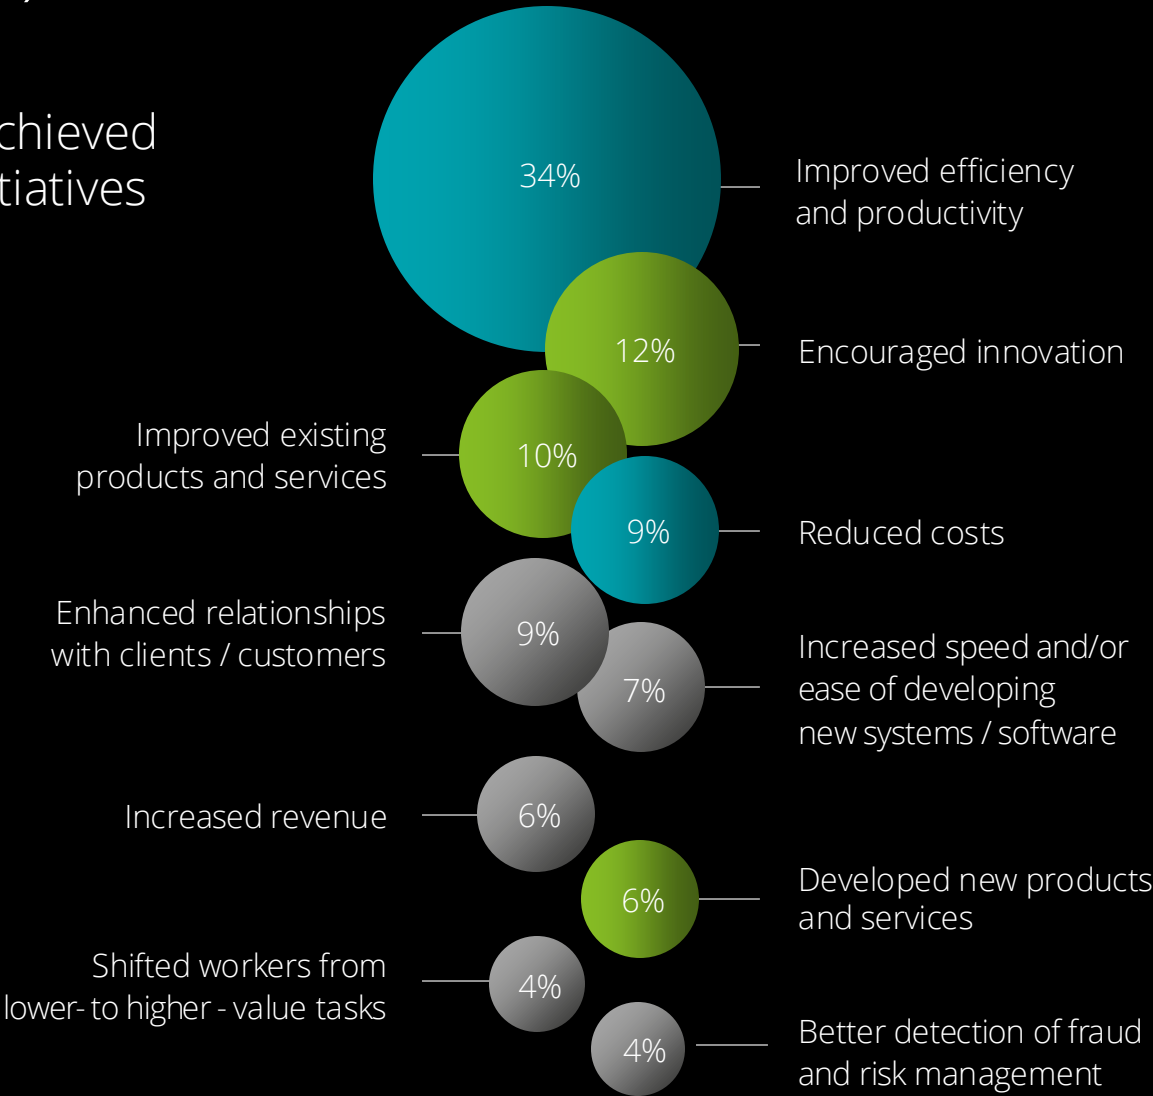 chieved
tiatives
34%
Improved efficiency
and productivity
12%
Encouraged innovation
Improved existing
products and services
10%
9%
Reduced costs
Enhanced relationships
with clients / customers
9%
7%
Increased speed and/or
ease of developing
new systems / software
Increased revenue
6%
6%
Developed new products
and services
Shifted workers from
lower- to higher - value tasks
4%
4%
Better detection of fraud
and risk management